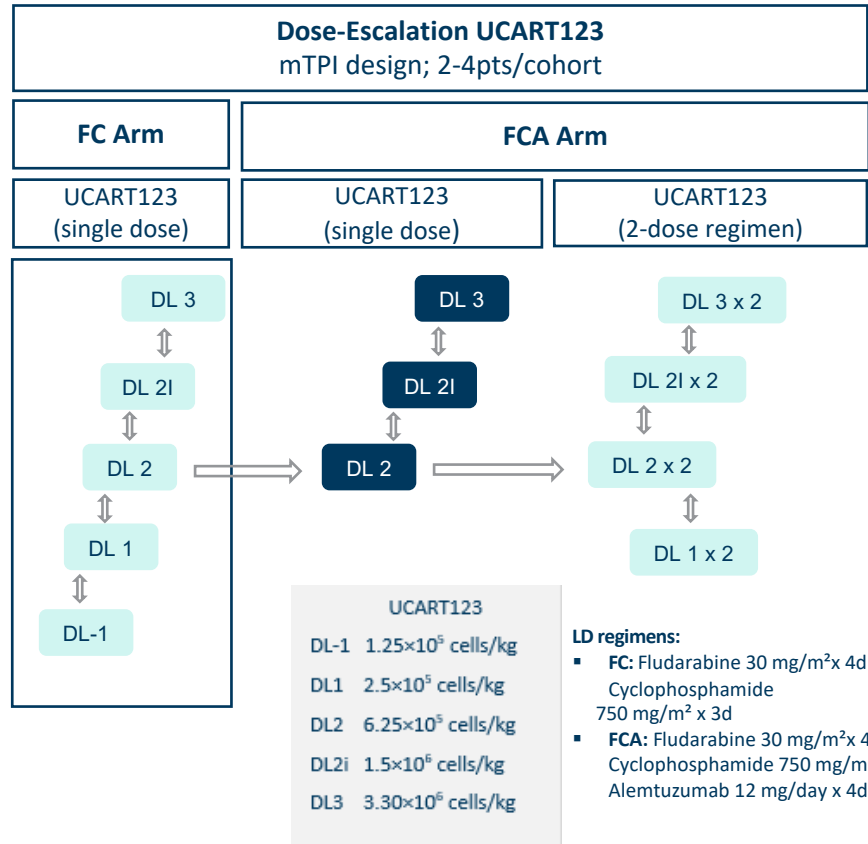 Dose-Escalation UCART123
mTPI design; 2-4pts/cohort
FC Arm
FCA Arm
UCART123
(single dose)
UCART123
(single dose)
UCART123
(2-dose regimen)
DL 3
DL 2I
DL 2
DL 1
DL-1
DL 3
DL 2I
DL 2
DL 3 x 2
DL 2I x 2
DL 2 x 2
DL 1 x 2
UCART123
DL-1 1.25×10⁵ cells/kg
DL1 2.5×10⁵ cells/kg
DL2 6.25×10⁵ cells/kg
DL2i 1.5×10⁶ cells/kg
DL3 3.30×10⁶ cells/kg
LD regimens:
▪ FC: Fludarabine 30 mg/m²x 4d
Cyclophosphamide
750 mg/m² x 3d
▪ FCA: Fludarabine 30 mg/m²x 4
Cyclophosphamide 750 mg/m
Alemtuzumab 12 mg/day x 4d